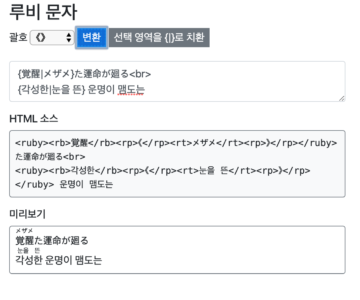 루비 문자
괄호 《》 변환 선택 영역을 {|}로 치환
{覚醒|メザメ}た運命が廻る<br>
{각성한|눈을 뜬} 운명이 맴도는
HTML 소스
<ruby><rb>覚醒</rb><rp>《</rp><rt>メザメ</rt><rp>》</rp></ruby>
た運命が廻る<br>
<ruby><rb>각성한</rb><rp>《</rp><rt>눈을 뜬</rt><rp>》</rp>
</ruby> 운명이 맴도는
미리보기
メザメ
覚醒た運命が廻る
눈을 뜬
각성한 운명이 맴도는